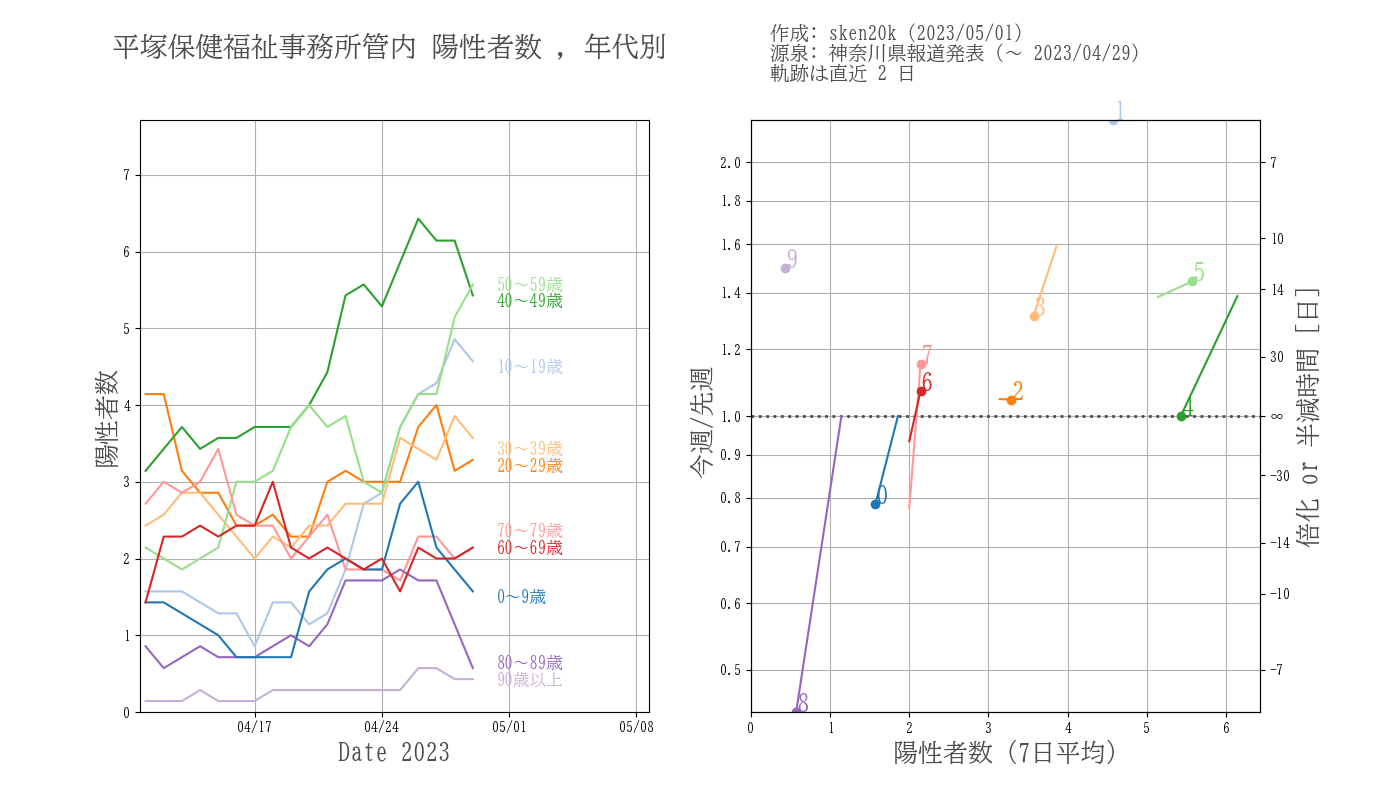 平塚保健福祉事務所管内 陽性者数 , 年代別
作成: sken20k (2023/05/01)
源泉: 神奈川県報道発表 (〜 2023/04/29)
軌跡は直近 2 日
陽性者数
7
6
5
4
3
2
1
0
50〜59歳
40〜49歳
10〜19歳
30〜39歳
20〜29歳
70〜79歳
60〜69歳
0〜9歳
80〜89歳
90歳以上
04/17
04/24
05/01
05/08
Date 2023
今週/先週
2.0
1.8
1.6
1.4
1.2
1.0
0.9
0.8
0.7
0.6
0.5
1
9
5
3
7
6
2
4
0
8
0
1
2
3
4
5
6
陽性者数 (7日平均)
7
10
14
30
∞
−30
−14
−10
−7
倍化 or 半減時間 [日]